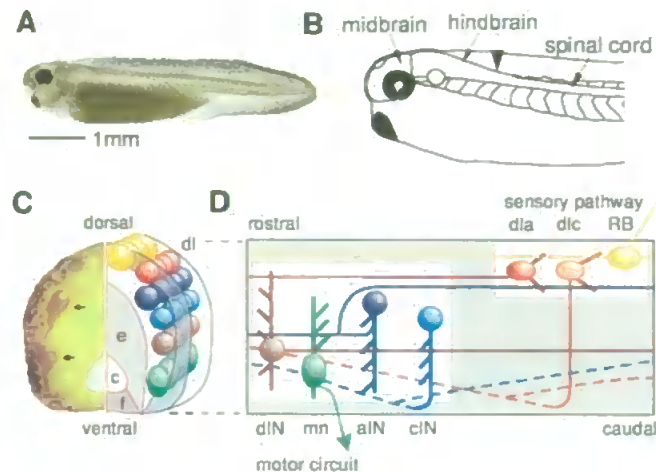 A
1mm
B
midbrain
hindbrain
spinal cord
C
dorsal
dl
e
c
f
ventral
D
rostral
sensory pathway
dla dlc RB
dIN mn aIN cIN
caudal
motor circuit